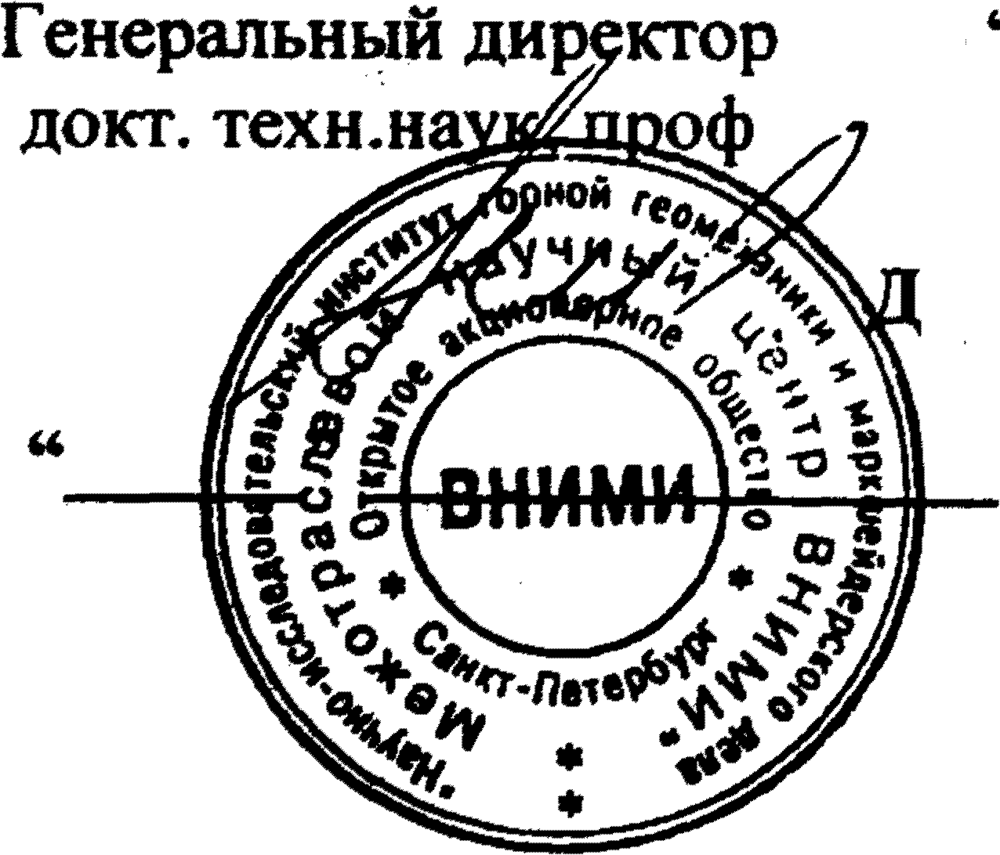 Генеральный директор “
докт. техн.наук, проф
Д
“
"Научно-исследовательский институт горной геомеханики и маркшейдерского дела
Межотраслевой научный центр ВНИМИ"
Открытое акционерное общество
* Санкт-Петербург *
ВНИМИ
*
*